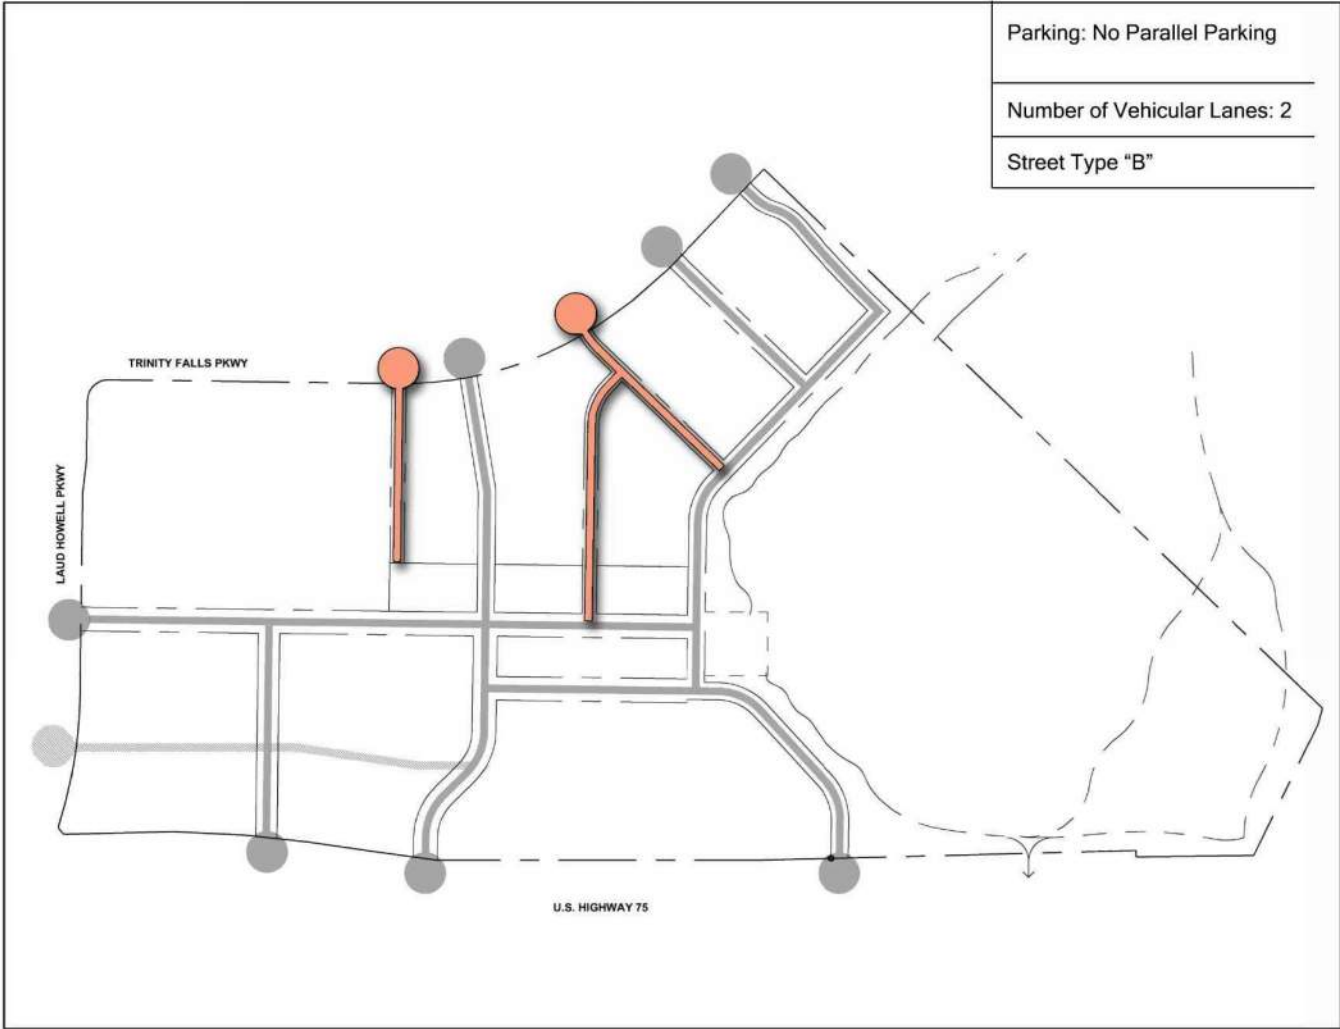 Parking: No Parallel Parking
Number of Vehicular Lanes: 2
Street Type “B”
TRINITY FALLS PKWY
LAUD HOWELL PKWY
U.S. HIGHWAY 75